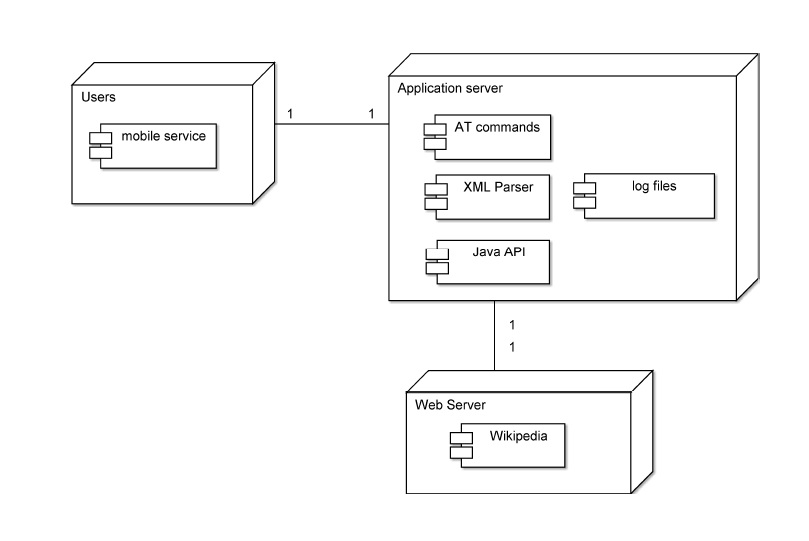 Users
mobile service
1
1
Application server
AT commands
XML Parser
log files
Java API
1
1
Web Server
Wikipedia